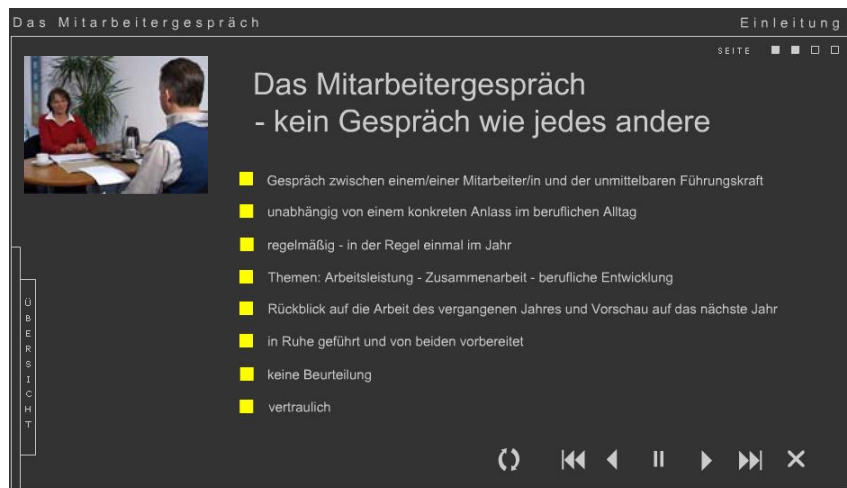 Das Mitarbeitergespräch
Einleitung
SEITE
Das Mitarbeitergespräch
- kein Gespräch wie jedes andere
Gespräch zwischen einem/einer Mitarbeiter/in und der unmittelbaren Führungskraft
unabhängig von einem konkreten Anlass im beruflichen Alltag
regelmäßig - in der Regel einmal im Jahr
Themen: Arbeitsleistung - Zusammenarbeit - berufliche Entwicklung
Rückblick auf die Arbeit des vergangenen Jahres und Vorschau auf das nächste Jahr
in Ruhe geführt und von beiden vorbereitet
keine Beurteilung
vertraulich
ÜBERSICHT